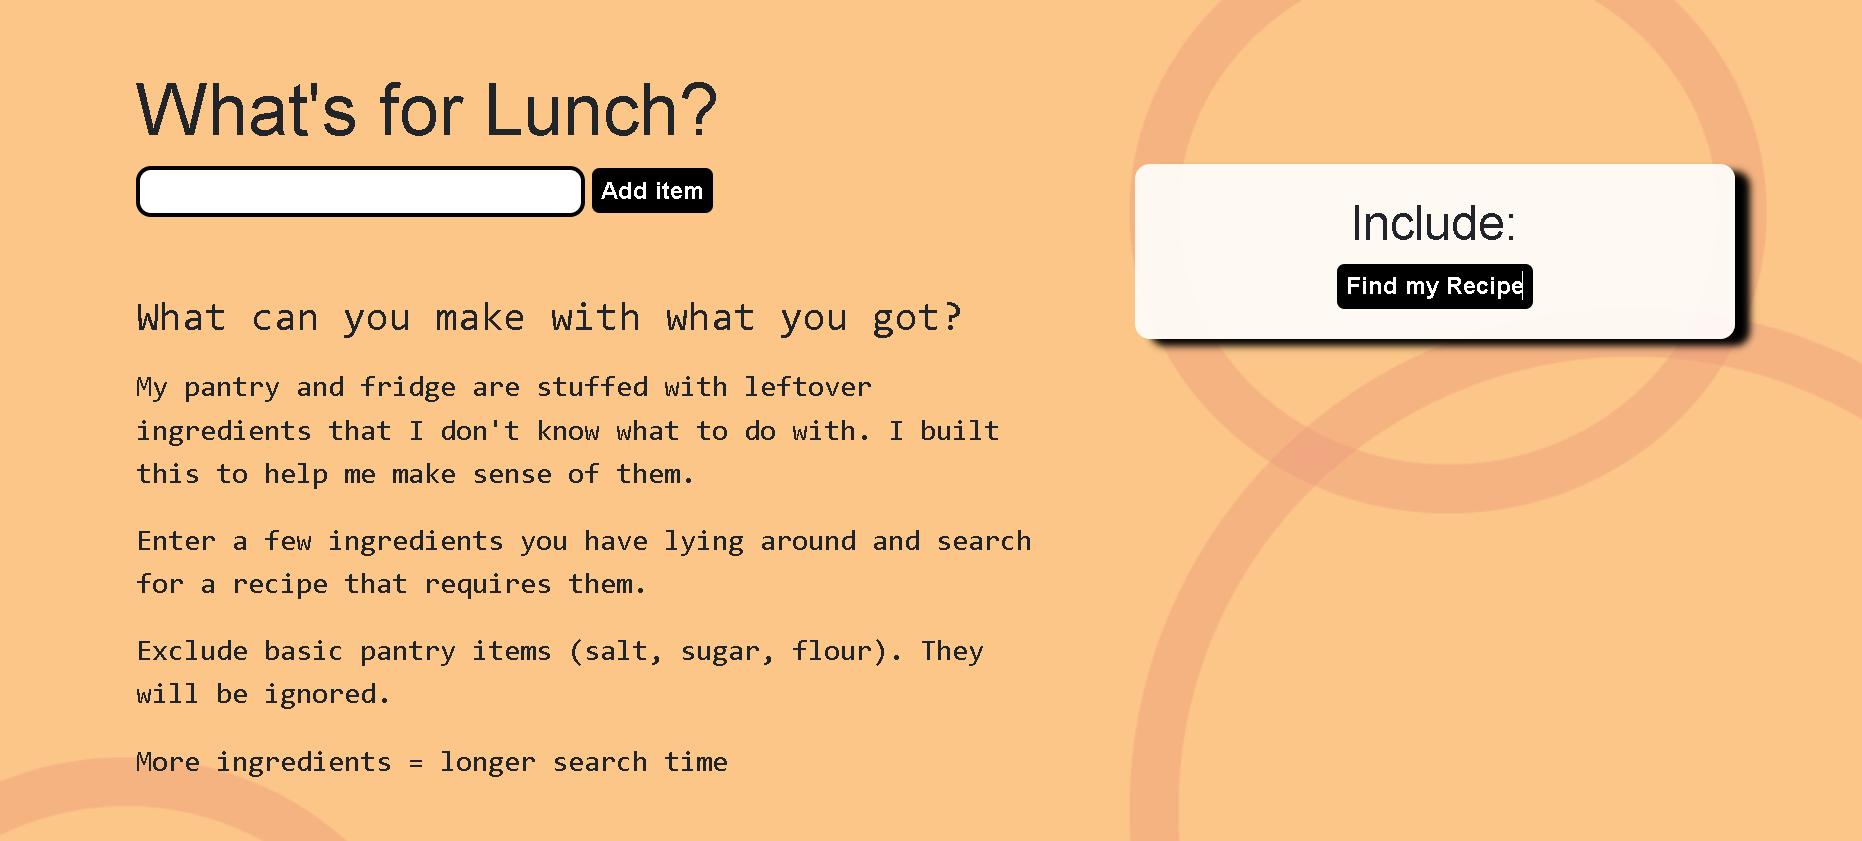 What's for Lunch?
Add item
Include:
Find my Recipe
What can you make with what you got?
My pantry and fridge are stuffed with leftover
ingredients that I don't know what to do with. I built
this to help me make sense of them.
Enter a few ingredients you have lying around and search
for a recipe that requires them.
Exclude basic pantry items (salt, sugar, flour). They
will be ignored.
More ingredients = longer search time